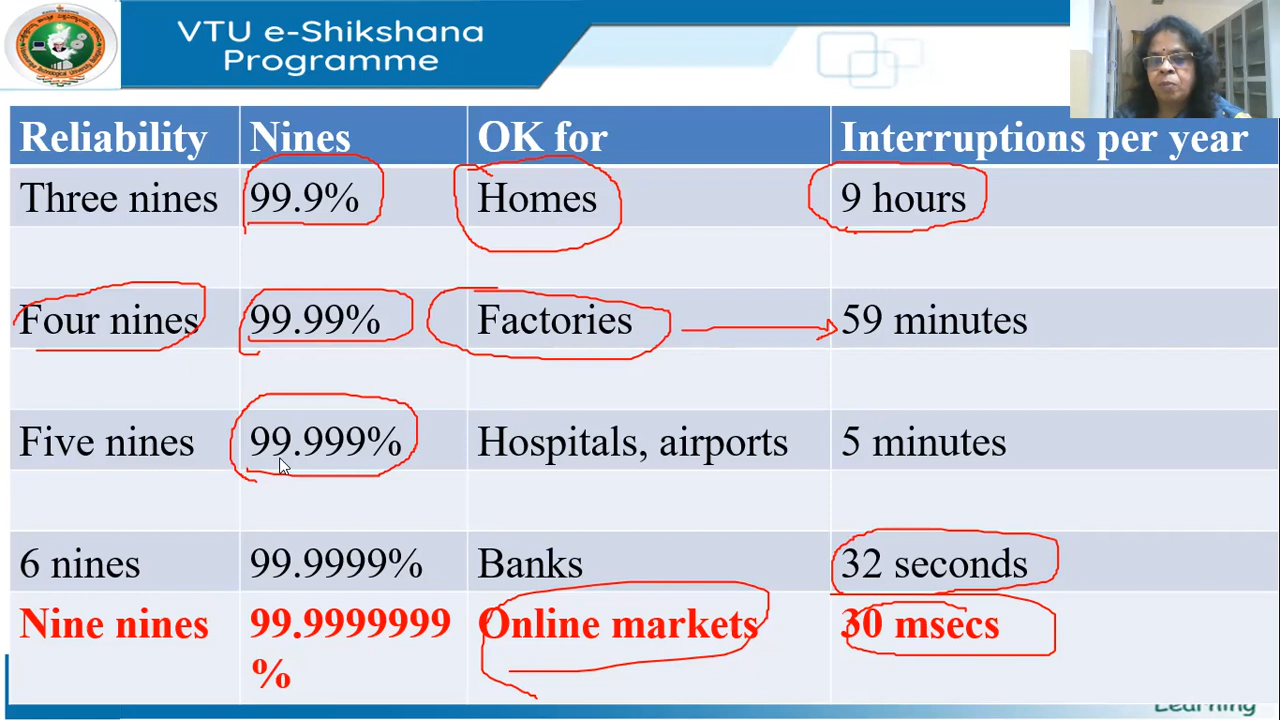 VTU e-Shikshana
Programme
Reliability Nines OK for Interruptions per year
Three nines 99.9% Homes 9 hours
Four nines 99.99% Factories 59 minutes
Five nines 99.999% Hospitals, airports 5 minutes
6 nines 99.9999% Banks 32 seconds
Nine nines 99.9999999 Online markets 30 msecs
%
Learning